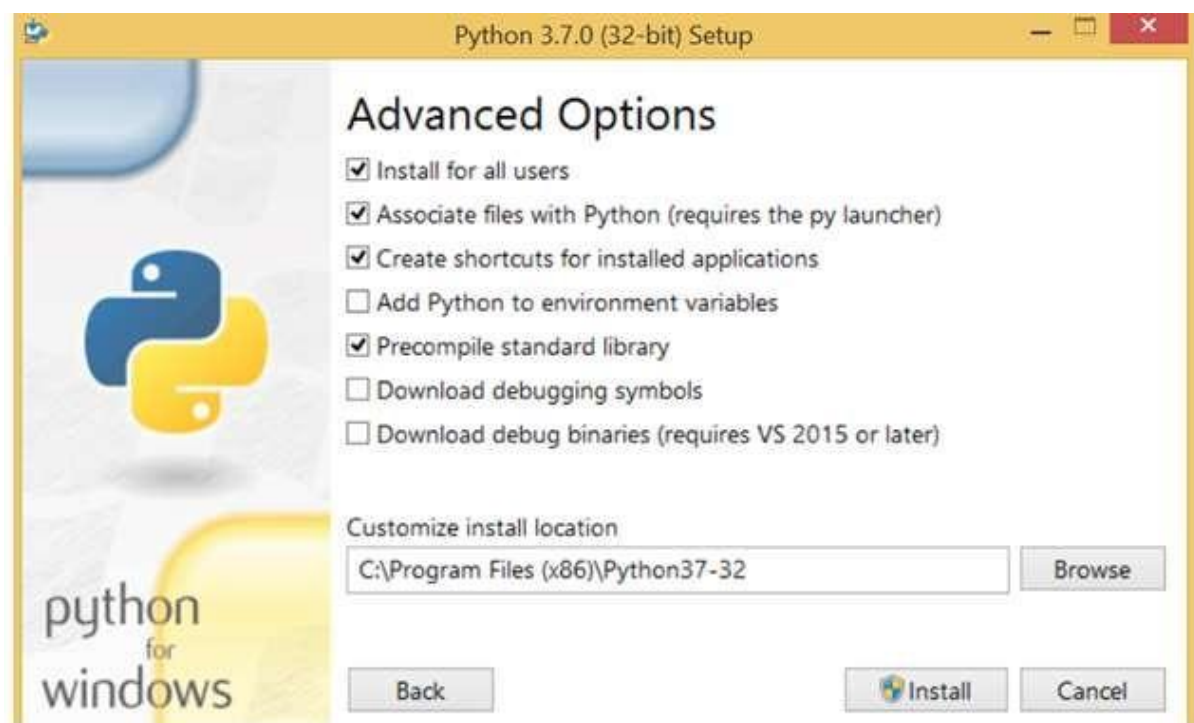 Python 3.7.0 (32-bit) Setup
Advanced Options
Install for all users
Associate files with Python (requires the py launcher)
Create shortcuts for installed applications
Add Python to environment variables
Precompile standard library
Download debugging symbols
Download debug binaries (requires VS 2015 or later)
Customize install location
C:\Program Files (x86)\Python37-32
Browse
python
for
windows
Back
Install
Cancel